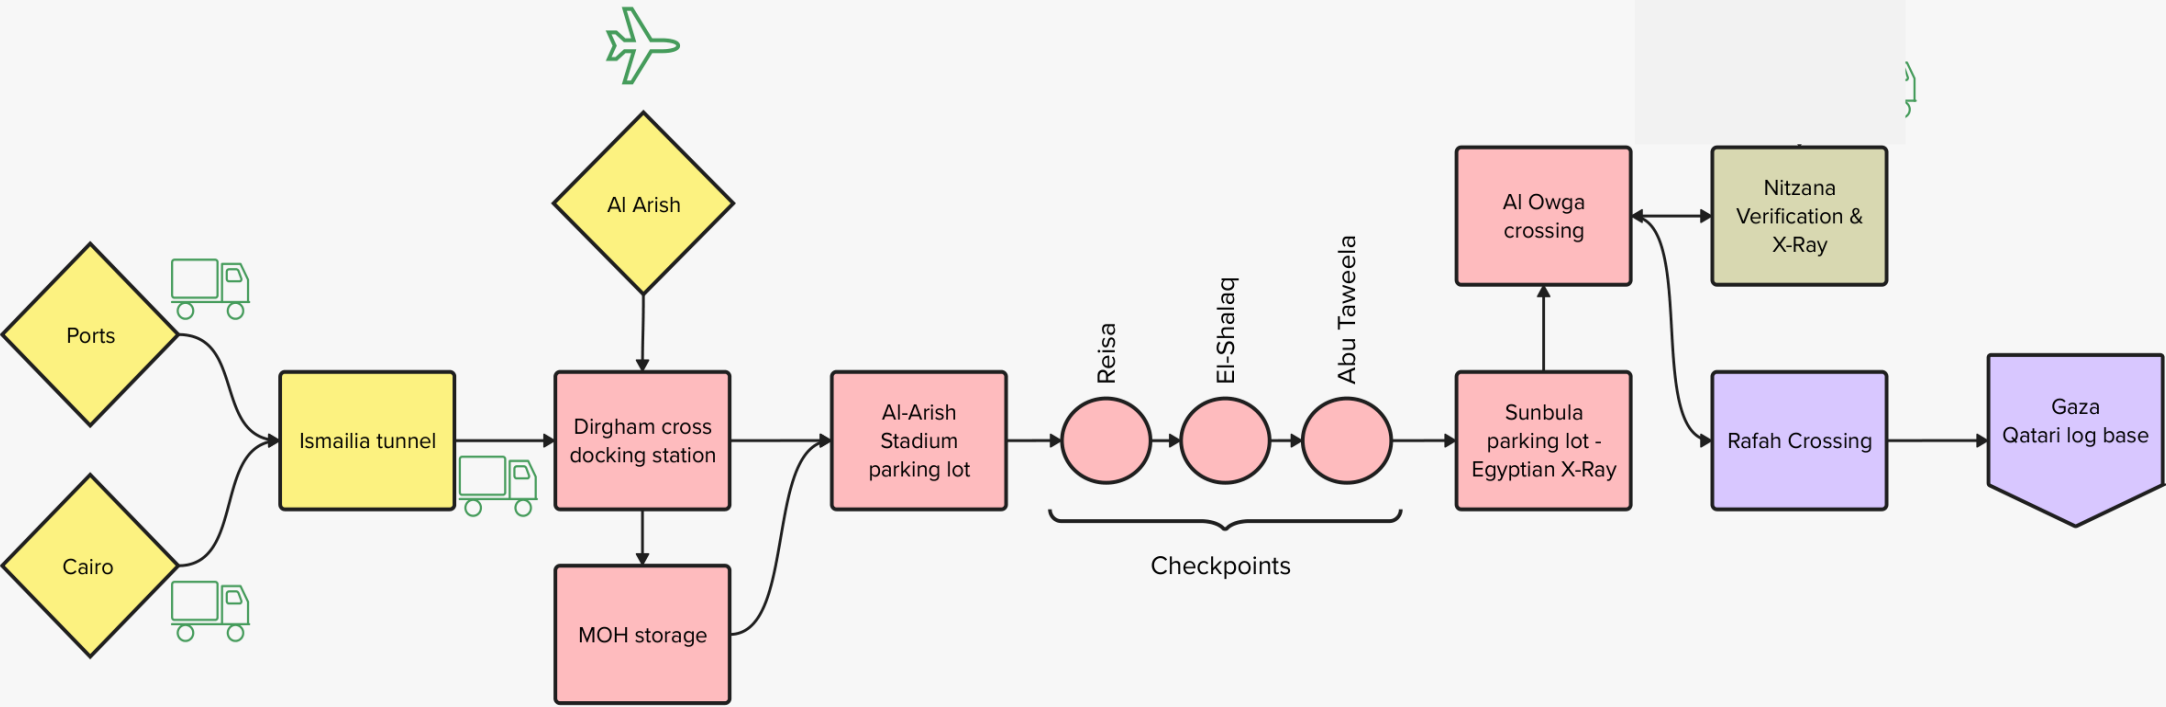 Ports
Cairo
Ismailia tunnel
Al Arish
Dirgham cross
docking station
MOH storage
Al-Arish
Stadium
parking lot
Reisa
El-Shalaq
Abu Taweela
Checkpoints
Sunbula
parking lot -
Egyptian X-Ray
Al Owga
crossing
Nitzana
Verification &
X-Ray
Rafah Crossing
Gaza
Qatari log base